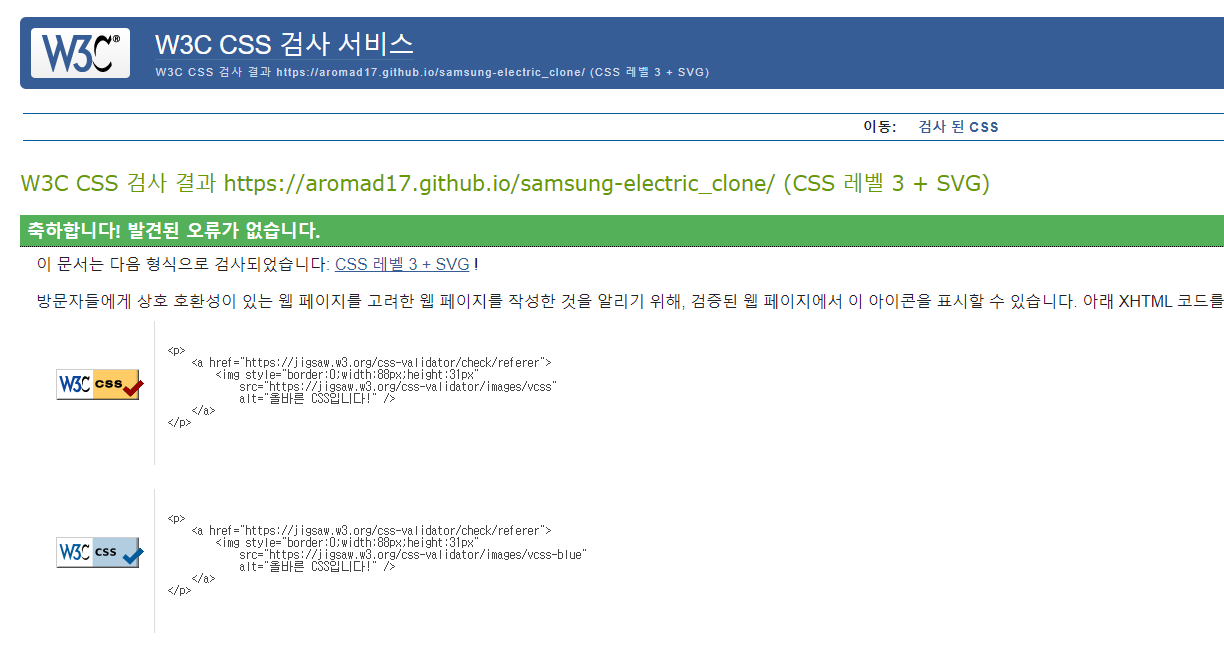 W3C® W3C CSS 검사 서비스
W3C CSS 검사 결과 https://aromad17.github.io/samsung-electric_clone/ (CSS 레벨 3 + SVG)
이동: 검사 된 CSS
W3C CSS 검사 결과 https://aromad17.github.io/samsung-electric_clone/ (CSS 레벨 3 + SVG)
축하합니다! 발견된 오류가 없습니다.
이 문서는 다음 형식으로 검사되었습니다: CSS 레벨 3 + SVG !
방문자들에게 상호 호환성이 있는 웹 페이지를 고려한 웹 페이지를 작성한 것을 알리기 위해, 검증된 웹 페이지에서 이 아이콘을 표시할 수 있습니다. 아래 XHTML 코드를
W3C css
<p>
<a href="https://jigsaw.w3.org/css-validator/check/referer">
<img style="border:0;width:88px;height:31px"
src="https://jigsaw.w3.org/css-validator/images/vcss"
alt="올바른 CSS입니다!" />
</a>
</p>
W3C css
<p>
<a href="https://jigsaw.w3.org/css-validator/check/referer">
<img style="border:0;width:88px;height:31px"
src="https://jigsaw.w3.org/css-validator/images/vcss-blue"
alt="올바른 CSS입니다!" />
</a>
</p>